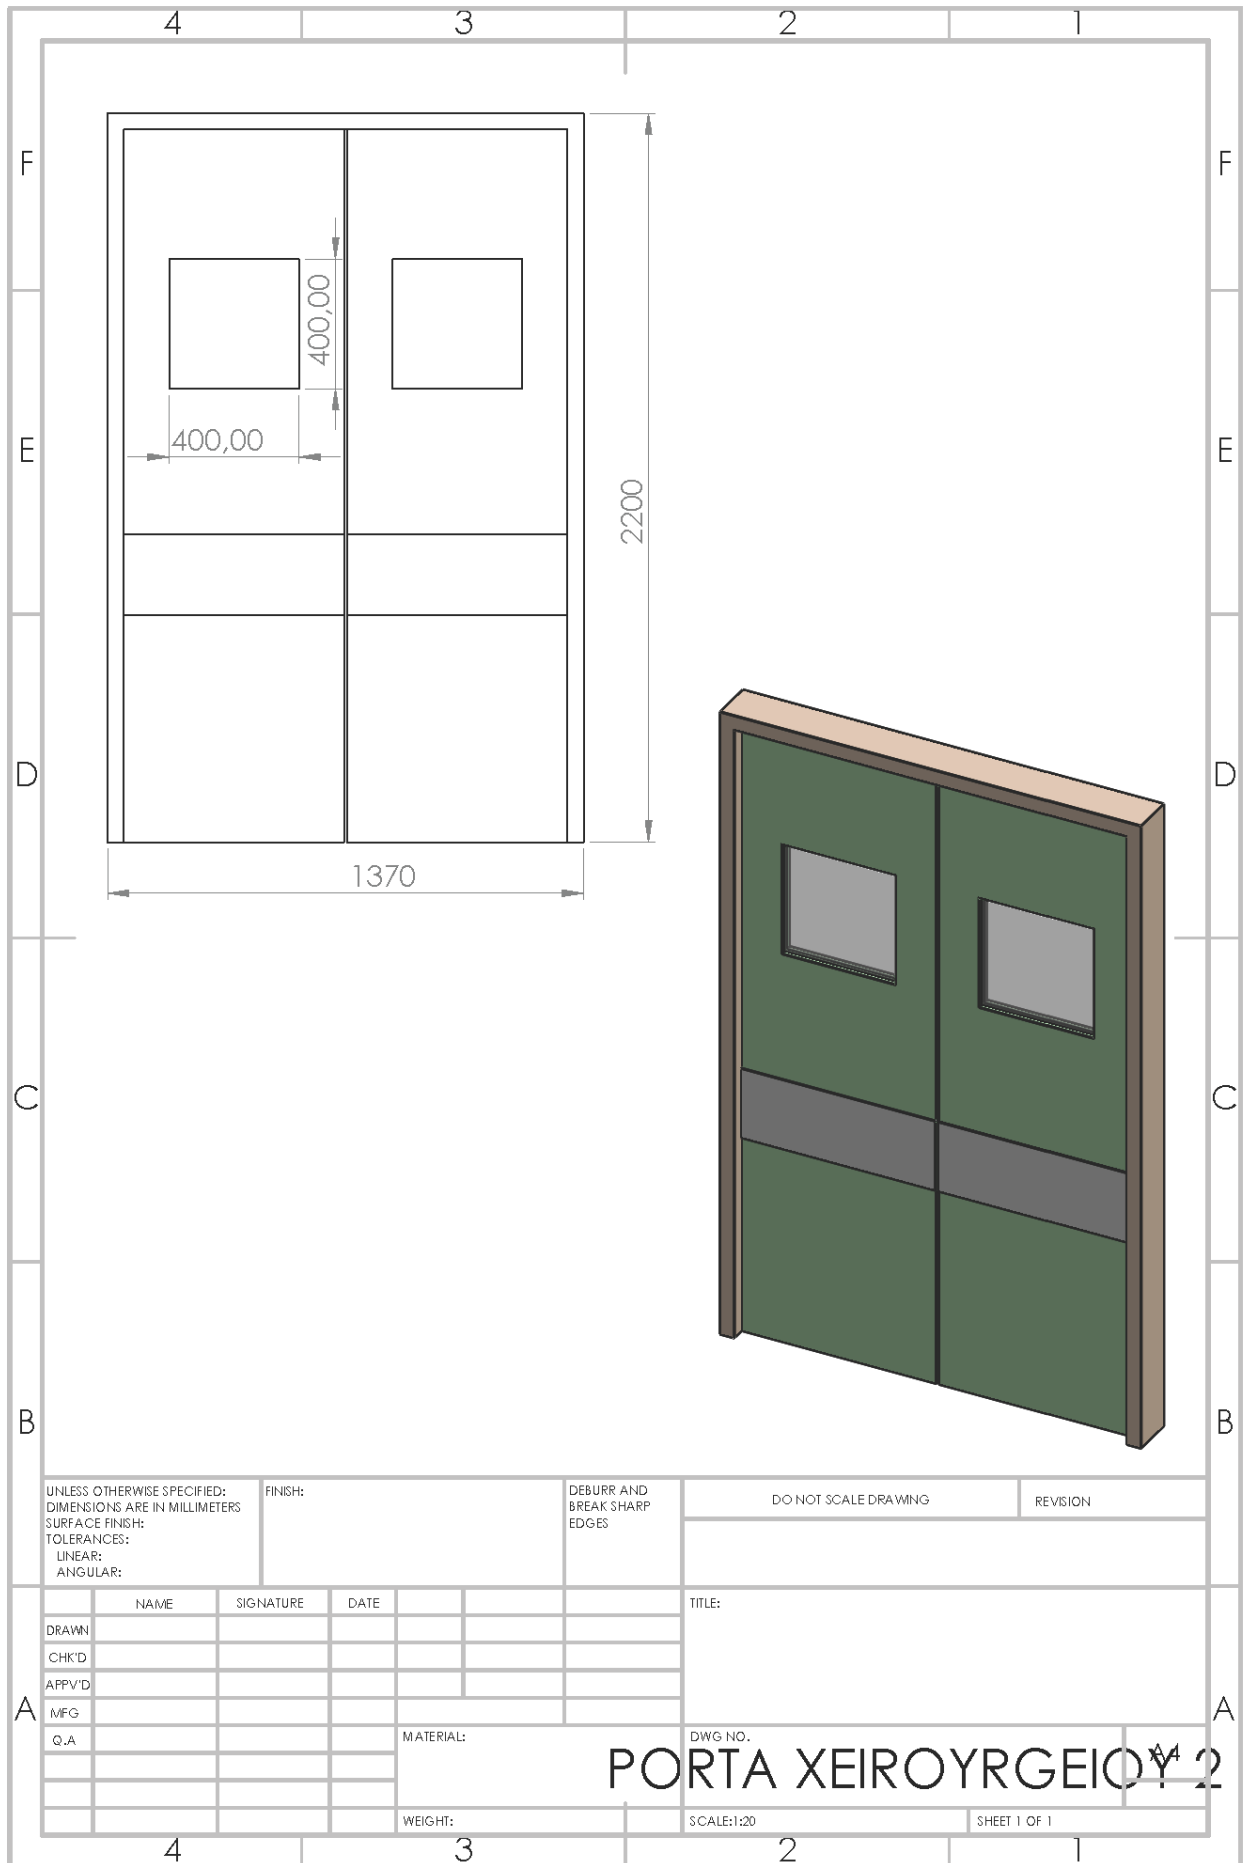 4 3 2 1
F F
400,00
400,00
E E
2200
D D
1370
C C
B B
UNLESS OTHERWISE SPECIFIED:
DIMENSIONS ARE IN MILLIMETERS
SURFACE FINISH:
TOLERANCES:
LINEAR:
ANGULAR:
FINISH:
DEBURR AND
BREAK SHARP
EDGES
DO NOT SCALE DRAWING
REVISION
NAME SIGNATURE DATE
TITLE:
DRAWN
CHK'D
APPV'D
MFG
Q.A
A A
MATERIAL:
DWG NO.
PORTA XEIROYRGEIOY 2
A4
WEIGHT:
SCALE:1:20
SHEET 1 OF 1
4 3 2 1